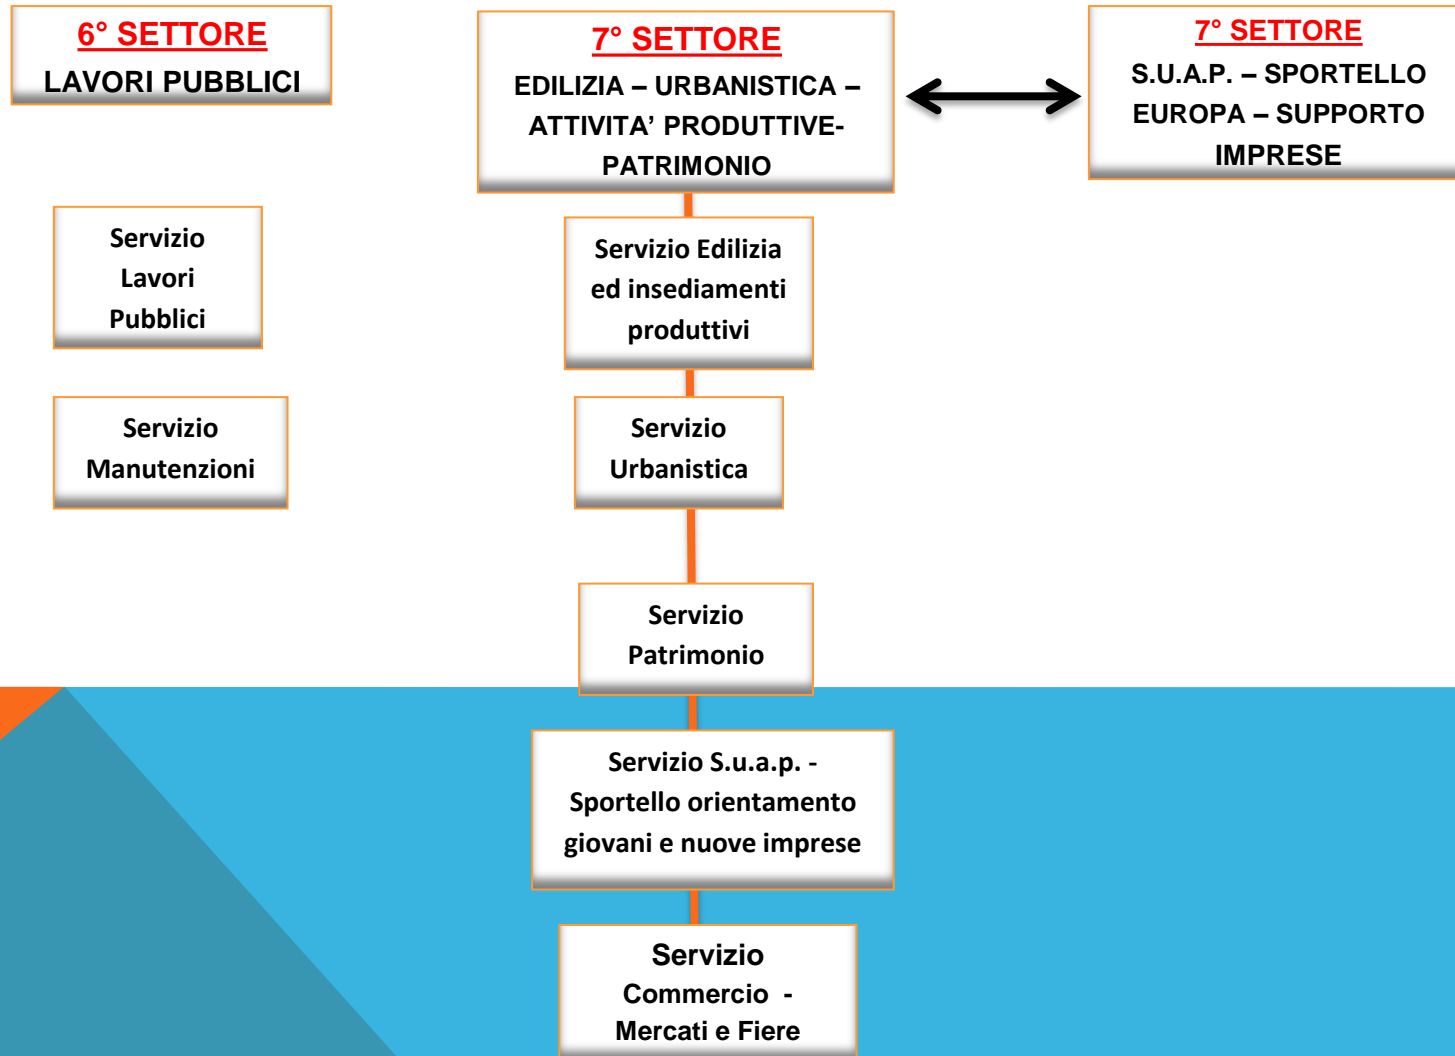 6° SETTORE
LAVORI PUBBLICI
Servizio
Lavori
Pubblici
Servizio
Manutenzioni
7° SETTORE
EDILIZIA – URBANISTICA –
ATTIVITA’ PRODUTTIVE-
PATRIMONIO
Servizio Edilizia
ed insediamenti
produttivi
Servizio
Urbanistica
Servizio
Patrimonio
Servizio S.u.a.p. -
Sportello orientamento
giovani e nuove imprese
Servizio
Commercio -
Mercati e Fiere
7° SETTORE
S.U.A.P. – SPORTELLO
EUROPA – SUPPORTO
IMPRESE